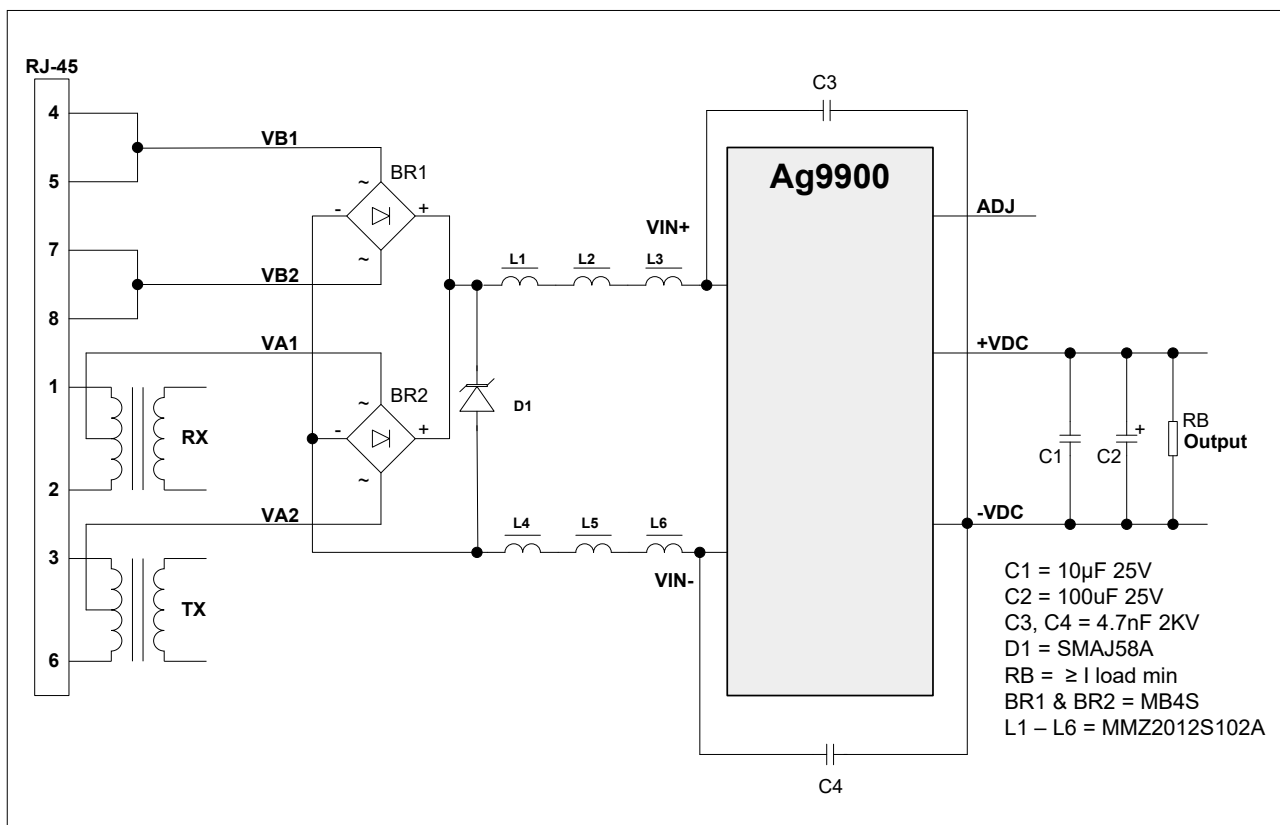 RJ-45
4
5
7
8
1
2
3
6
VB1
VB2
VA1
VA2
RX
TX
~
BR1
-
+
~
~
BR2
-
+
~
D1
L1
L2
L3
VIN+
L4
L5
L6
VIN-
C3
Ag9900
ADJ
+VDC
-VDC
C4
C1
C2
+
RB
Output
C1 = 10µF 25V
C2 = 100uF 25V
C3, C4 = 4.7nF 2KV
D1 = SMAJ58A
RB = ≥ I load min
BR1 & BR2 = MB4S
L1 – L6 = MMZ2012S102A